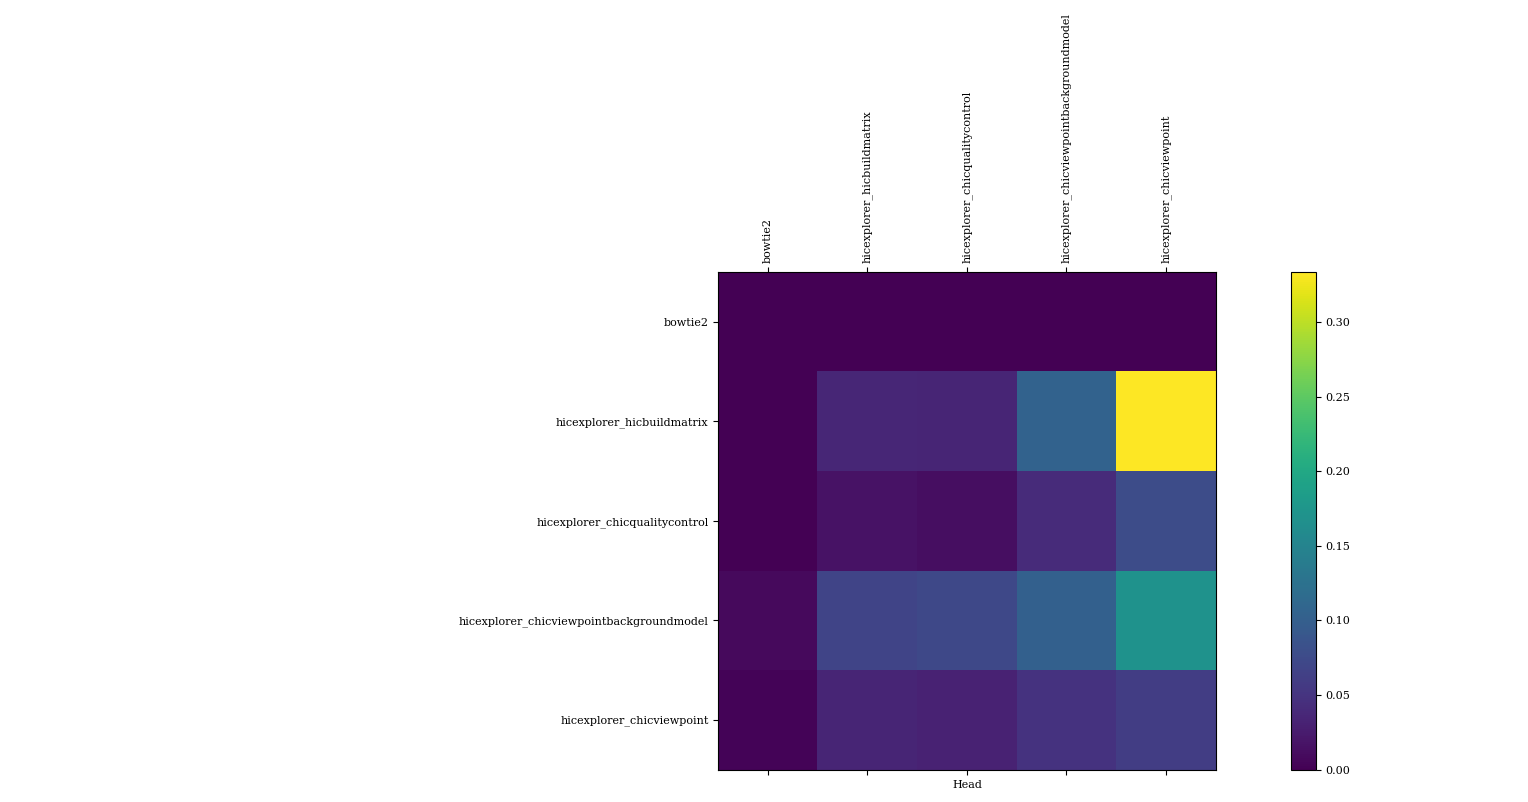 bowtie2
hicexplorer_hicbuildmatrix
hicexplorer_chicqualitycontrol
hicexplorer_chicviewpointbackgroundmodel
hicexplorer_chicviewpoint
bowtie2
hicexplorer_hicbuildmatrix
hicexplorer_chicqualitycontrol
hicexplorer_chicviewpointbackgroundmodel
hicexplorer_chicviewpoint
Head
0.30
0.25
0.20
0.15
0.10
0.05
0.00